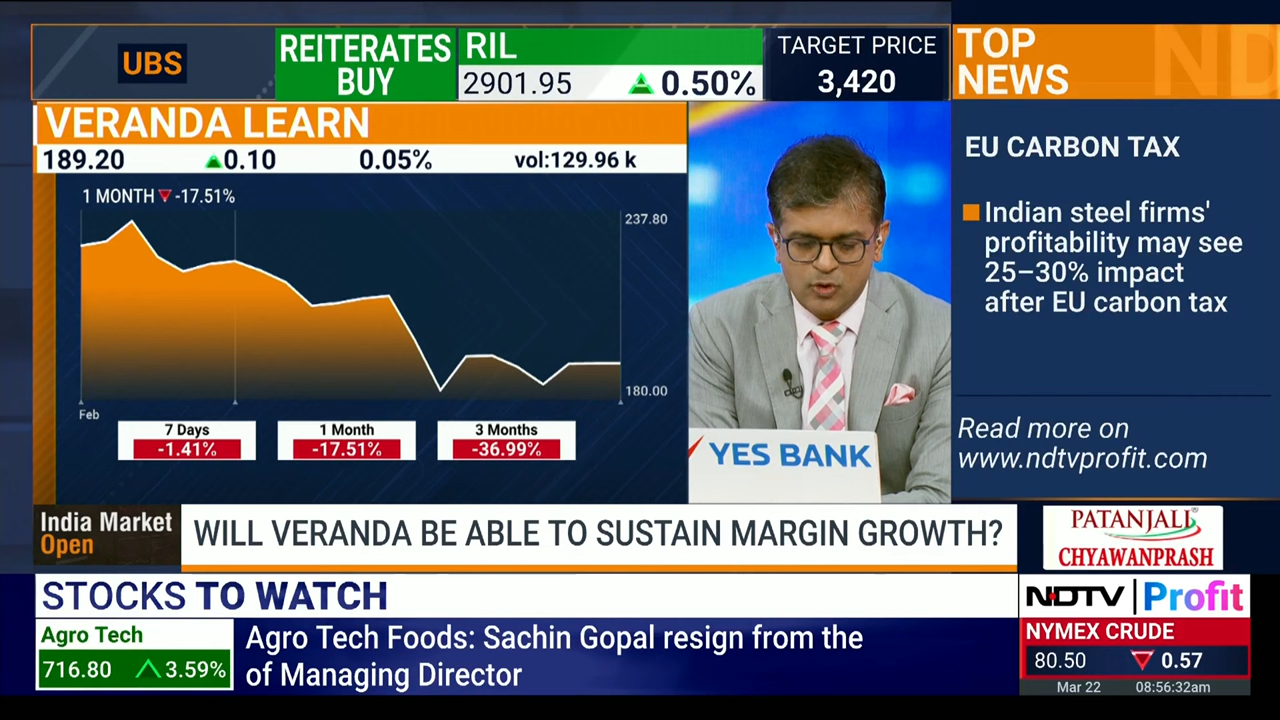 UBS
REITERATES
BUY
RIL
2901.95 0.50%
TARGET PRICE
3,420
TOP
NEWS
ND
VERANDA LEARN
189.20 0.10 0.05% vol:129.96 k
1 MONTH -17.51%
237.80
180.00
Feb
7 Days
-1.41%
1 Month
-17.51%
3 Months
-36.99%
YES BANK
EU CARBON TAX
Indian steel firms'
profitability may see
25–30% impact
after EU carbon tax
Read more on
www.ndtvprofit.com
India Market
Open
WILL VERANDA BE ABLE TO SUSTAIN MARGIN GROWTH?
PATANJALI
CHYAWANPRASH
STOCKS TO WATCH
NDTV Profit
Agro Tech
716.80 3.59%
Agro Tech Foods: Sachin Gopal resign from the
of Managing Director
NYMEX CRUDE
80.50 0.57
Mar 22 08:56:32am